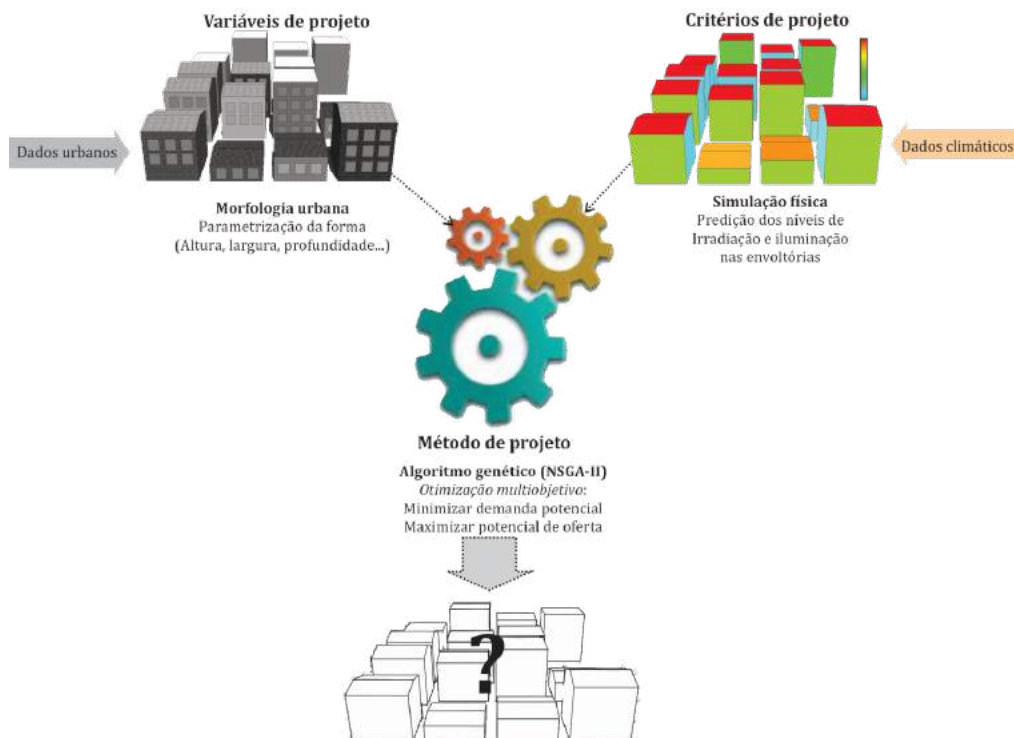 Variáveis de projeto
Critérios de projeto
Dados urbanos
Dados climáticos
Morfologia urbana
Parametrização da forma
(Altura, largura, profundidade...)
Simulação física
Predição dos níveis de
Irradiação e iluminação
nas envoltórias
Método de projeto
Algoritmo genético (NSGA-II)
Otimização multiobjetivo:
Minimizar demanda potencial
Maximizar potencial de oferta
?